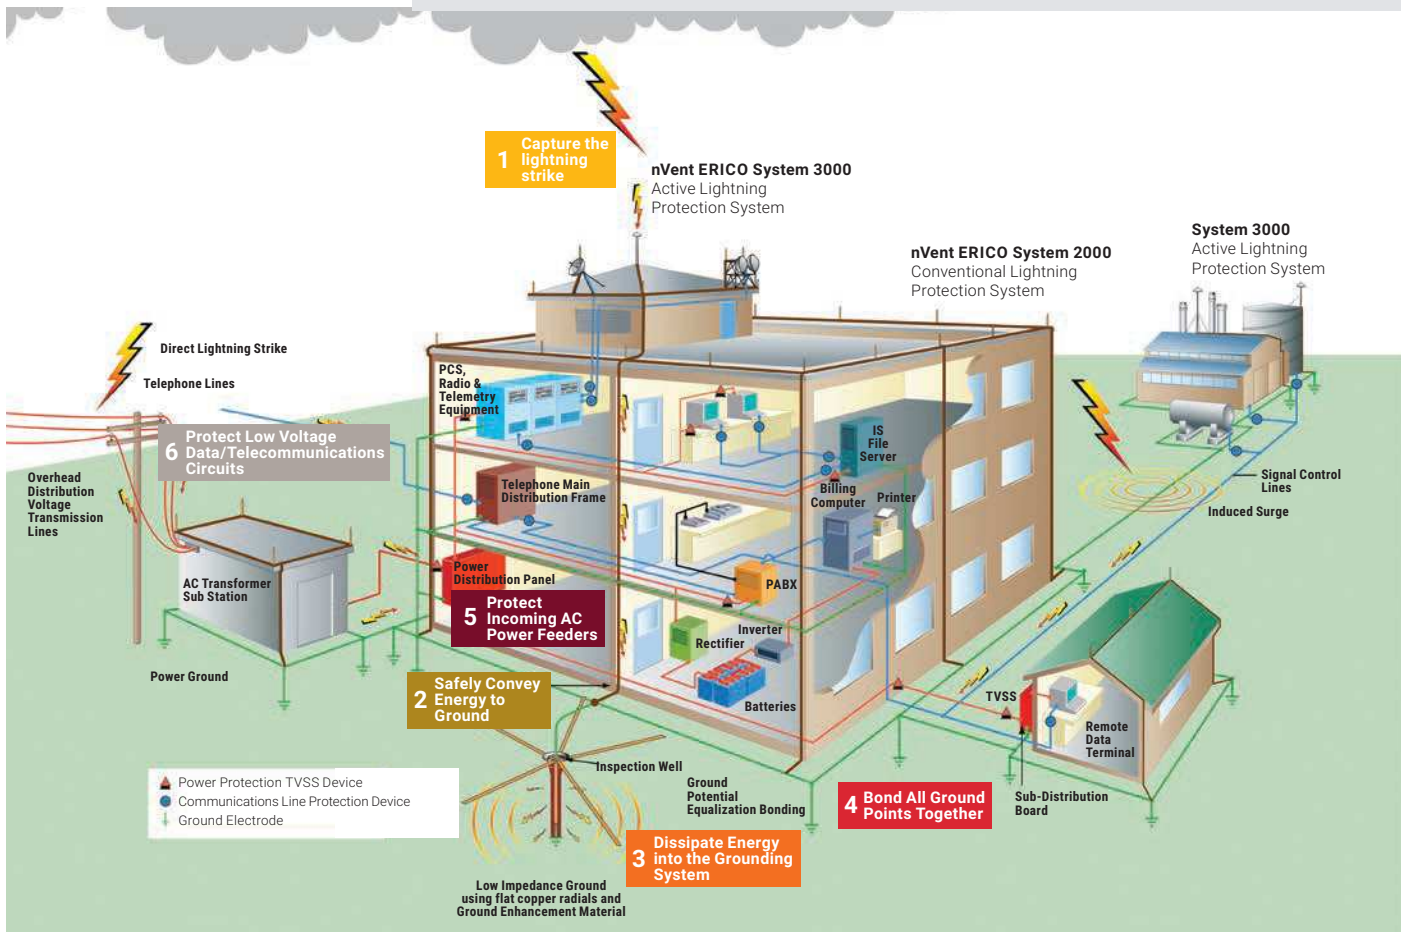 1 Capture the
lightning
strike
nVent ERICO System 3000
Active Lightning
Protection System
nVent ERICO System 2000
Conventional Lightning
Protection System
System 3000
Active Lightning
Protection System
Direct Lightning Strike
Telephone Lines
6 Protect Low Voltage
Data/Telecommunications
Circuits
Overhead
Distribution
Voltage
Transmission
Lines
PCS,
Radio &
Telemetry
Equipment
IS
File
Server
Telephone Main
Distribution Frame
Billing
Computer
Printer
Signal Control
Lines
Induced Surge
AC Transformer
Sub Station
Power
Distribution Panel
PABX
5 Protect
Incoming AC
Power Feeders
Rectifier
Inverter
Batteries
Power Ground
2 Safely Convey
Energy to
Ground
TVSS
Remote
Data
Terminal
Inspection Well
Ground
Potential
Equalization Bonding
4 Bond All Ground
Points Together
Sub-Distribution
Board
Power Protection TVSS Device
Communications Line Protection Device
Ground Electrode
3 Dissipate Energy
into the Grounding
System
Low Impedance Ground
using flat copper radials and
Ground Enhancement Material